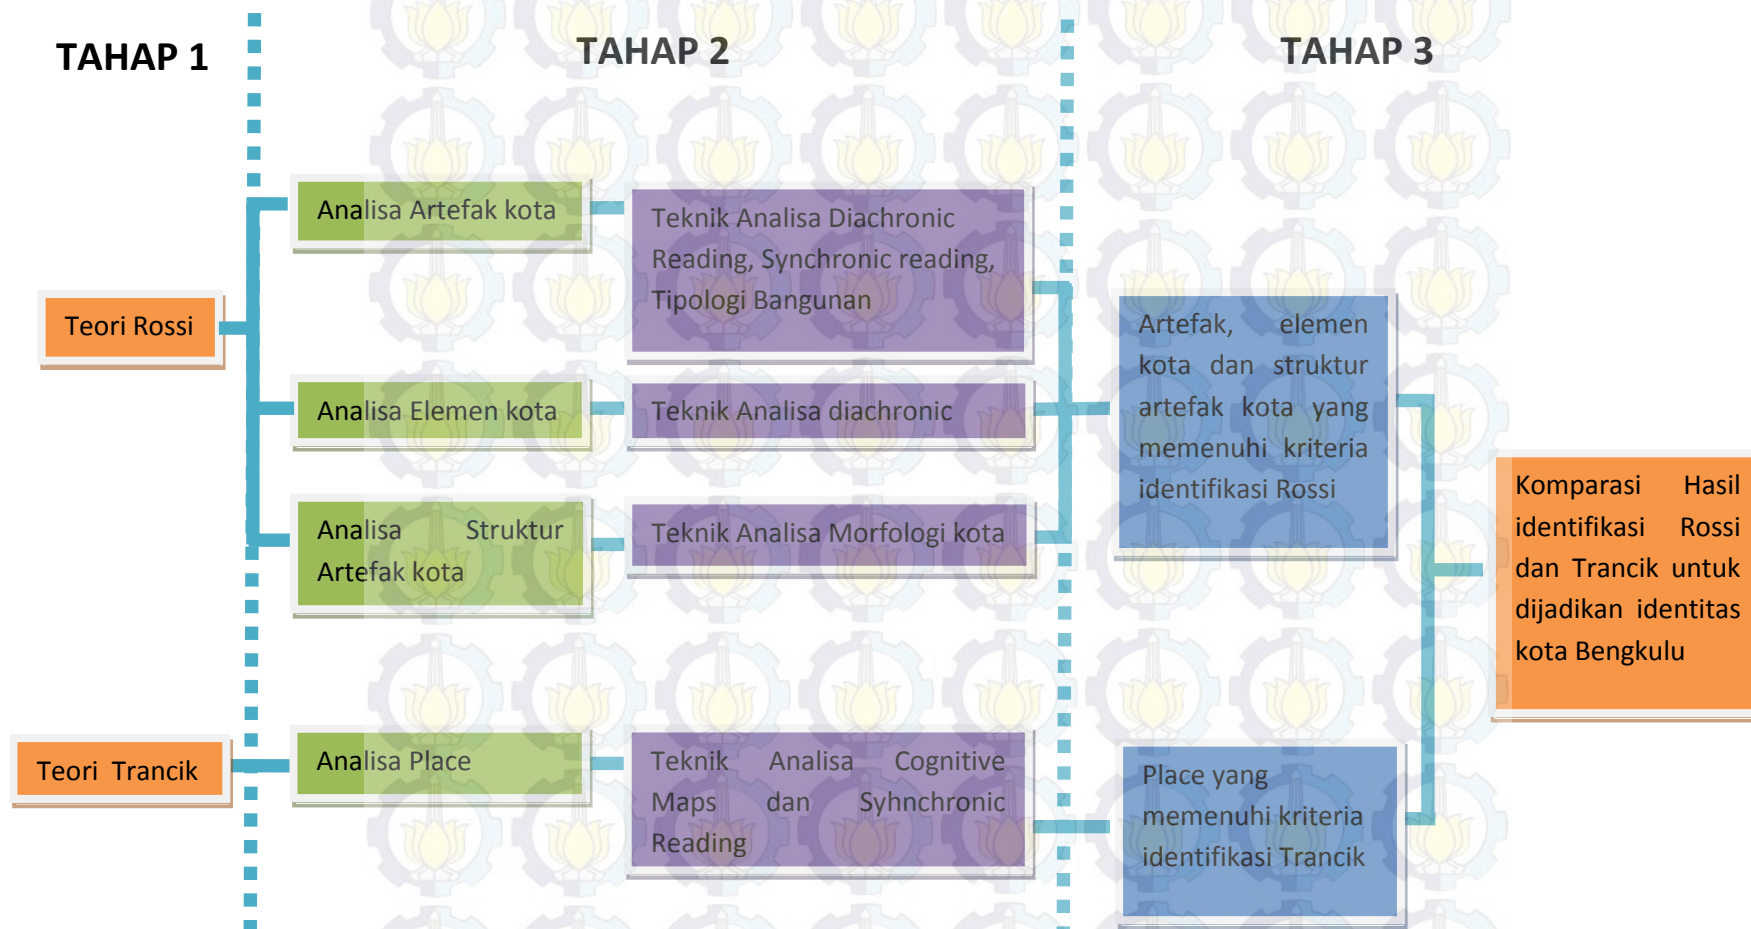 TAHAP 1
TAHAP 2
TAHAP 3
Teori Rossi
Analisa Artefak kota
Teknik Analisa Diachronic
Reading, Synchronic reading,
Tipologi Bangunan
Analisa Elemen kota
Teknik Analisa diachronic
Analisa Struktur
Artefak kota
Teknik Analisa Morfologi kota
Artefak, elemen
kota dan struktur
artefak kota yang
memenuhi kriteria
identifikasi Rossi
Teori Trancik
Analisa Place
Teknik Analisa Cognitive
Maps dan Syhnchronic
Reading
Place yang
memenuhi kriteria
identifikasi Trancik
Komparasi Hasil
identifikasi Rossi
dan Trancik untuk
dijadikan identitas
kota Bengkulu